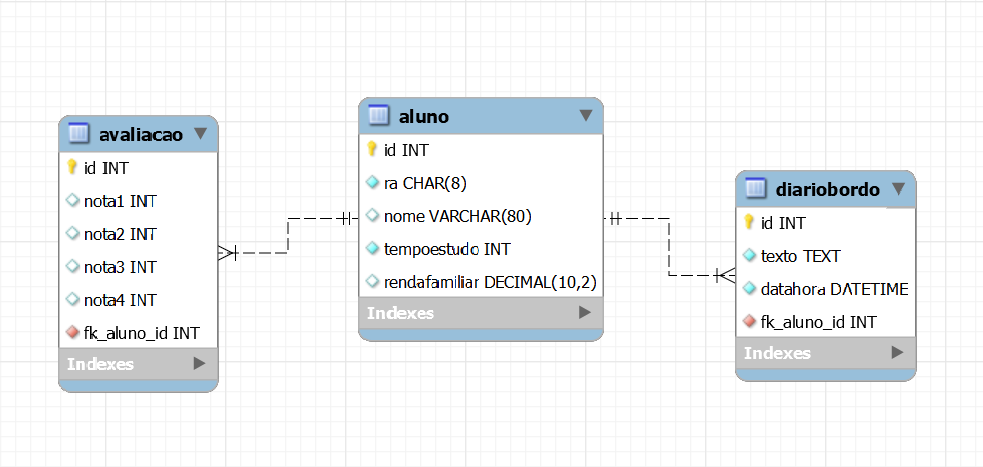 avaliacao
id INT
nota1 INT
nota2 INT
nota3 INT
nota4 INT
fk_aluno_id INT
Indexes
aluno
id INT
ra CHAR(8)
nome VARCHAR(80)
tempoestudo INT
rendafamiliar DECIMAL(10,2)
Indexes
diariobordo
id INT
texto TEXT
datahora DATETIME
fk_aluno_id INT
Indexes